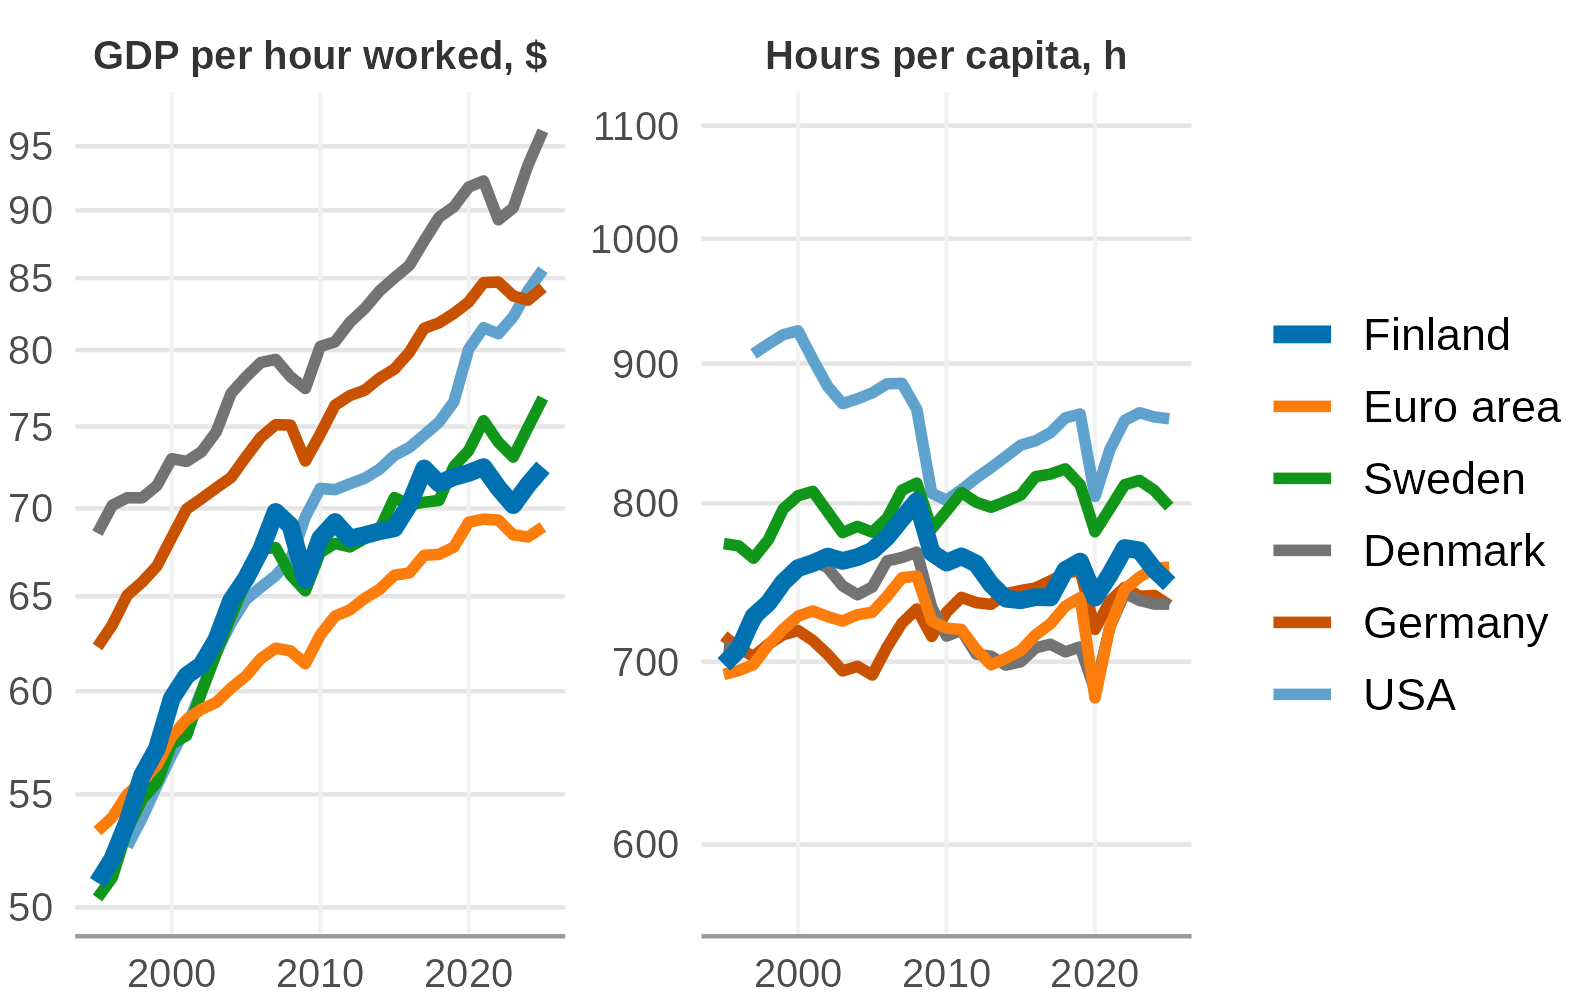 GDP per hour worked, $
95
90
85
80
75
70
65
60
55
50
2000 2010 2020
Hours per capita, h
1100
1000
900
800
700
600
2000 2010 2020
Finland
Euro area
Sweden
Denmark
Germany
USA